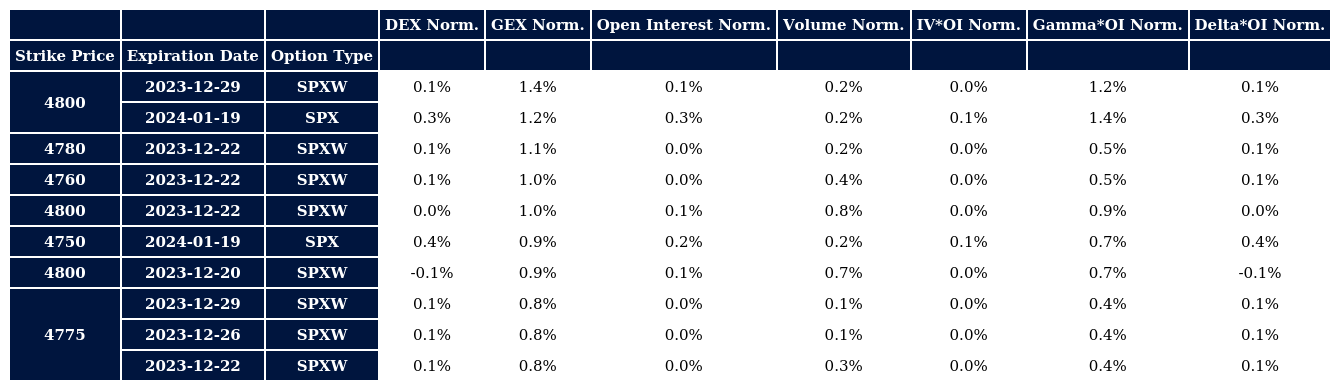 DEX Norm. GEX Norm. Open Interest Norm. Volume Norm. IV*OI Norm. Gamma*OI Norm. Delta*OI Norm.
Strike Price Expiration Date Option Type
4800 2023-12-29 SPXW 0.1% 1.4% 0.1% 0.2% 0.0% 1.2% 0.1%
2024-01-19 SPX 0.3% 1.2% 0.3% 0.2% 0.1% 1.4% 0.3%
4780 2023-12-22 SPXW 0.1% 1.1% 0.0% 0.2% 0.0% 0.5% 0.1%
4760 2023-12-22 SPXW 0.1% 1.0% 0.0% 0.4% 0.0% 0.5% 0.1%
4800 2023-12-22 SPXW 0.0% 1.0% 0.1% 0.8% 0.0% 0.9% 0.0%
4750 2024-01-19 SPX 0.4% 0.9% 0.2% 0.2% 0.1% 0.7% 0.4%
4800 2023-12-20 SPXW -0.1% 0.9% 0.1% 0.7% 0.0% 0.7% -0.1%
4775 2023-12-29 SPXW 0.1% 0.8% 0.0% 0.1% 0.0% 0.4% 0.1%
2023-12-26 SPXW 0.1% 0.8% 0.0% 0.1% 0.0% 0.4% 0.1%
2023-12-22 SPXW 0.1% 0.8% 0.0% 0.3% 0.0% 0.4% 0.1%